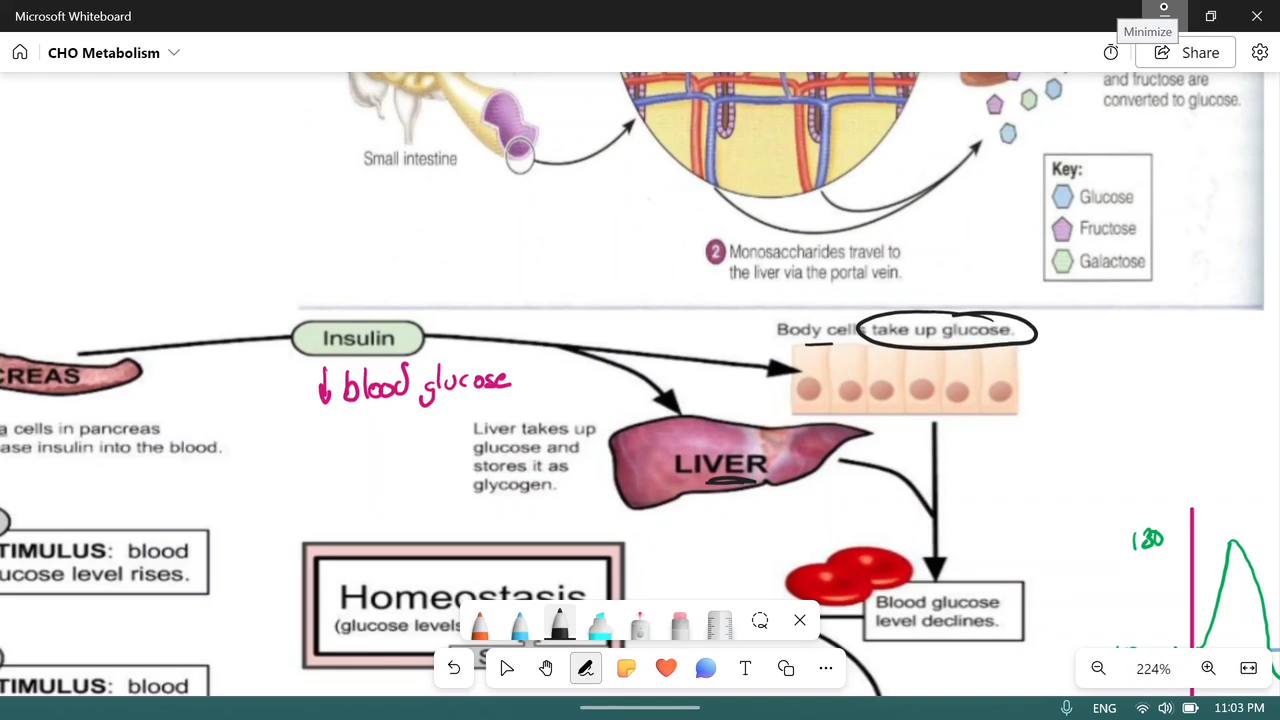 Microsoft Whiteboard
Minimize
CHO Metabolism
Share
and fructose are
converted to glucose.
Small intestine
Key:
Glucose
Fructose
Galactose
2 Monosaccharides travel to
the liver via the portal vein.
Insulin
Body cells take up glucose.
CREAS
↓ blood glucose
a cells in pancreas
ase insulin into the blood.
Liver takes up
glucose and
stores it as
glycogen.
LIVER
TIMULUS: blood
ucose level rises.
180
Homeostasis
(glucose levels
Blood glucose
level declines.
TIMULUS: blood
T
224%
ENG
11:03 PM